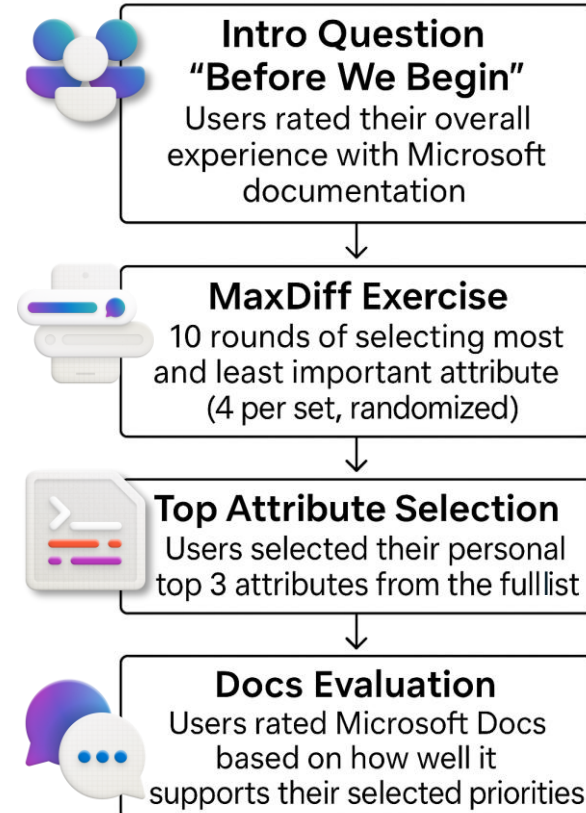 Intro Question
“Before We Begin”
Users rated their overall
experience with Microsoft
documentation
MaxDiff Exercise
10 rounds of selecting most
and least important attribute
(4 per set, randomized)
Top Attribute Selection
Users selected their personal
top 3 attributes from the fulllist
Docs Evaluation
Users rated Microsoft Docs
based on how well it
supports their selected priorities